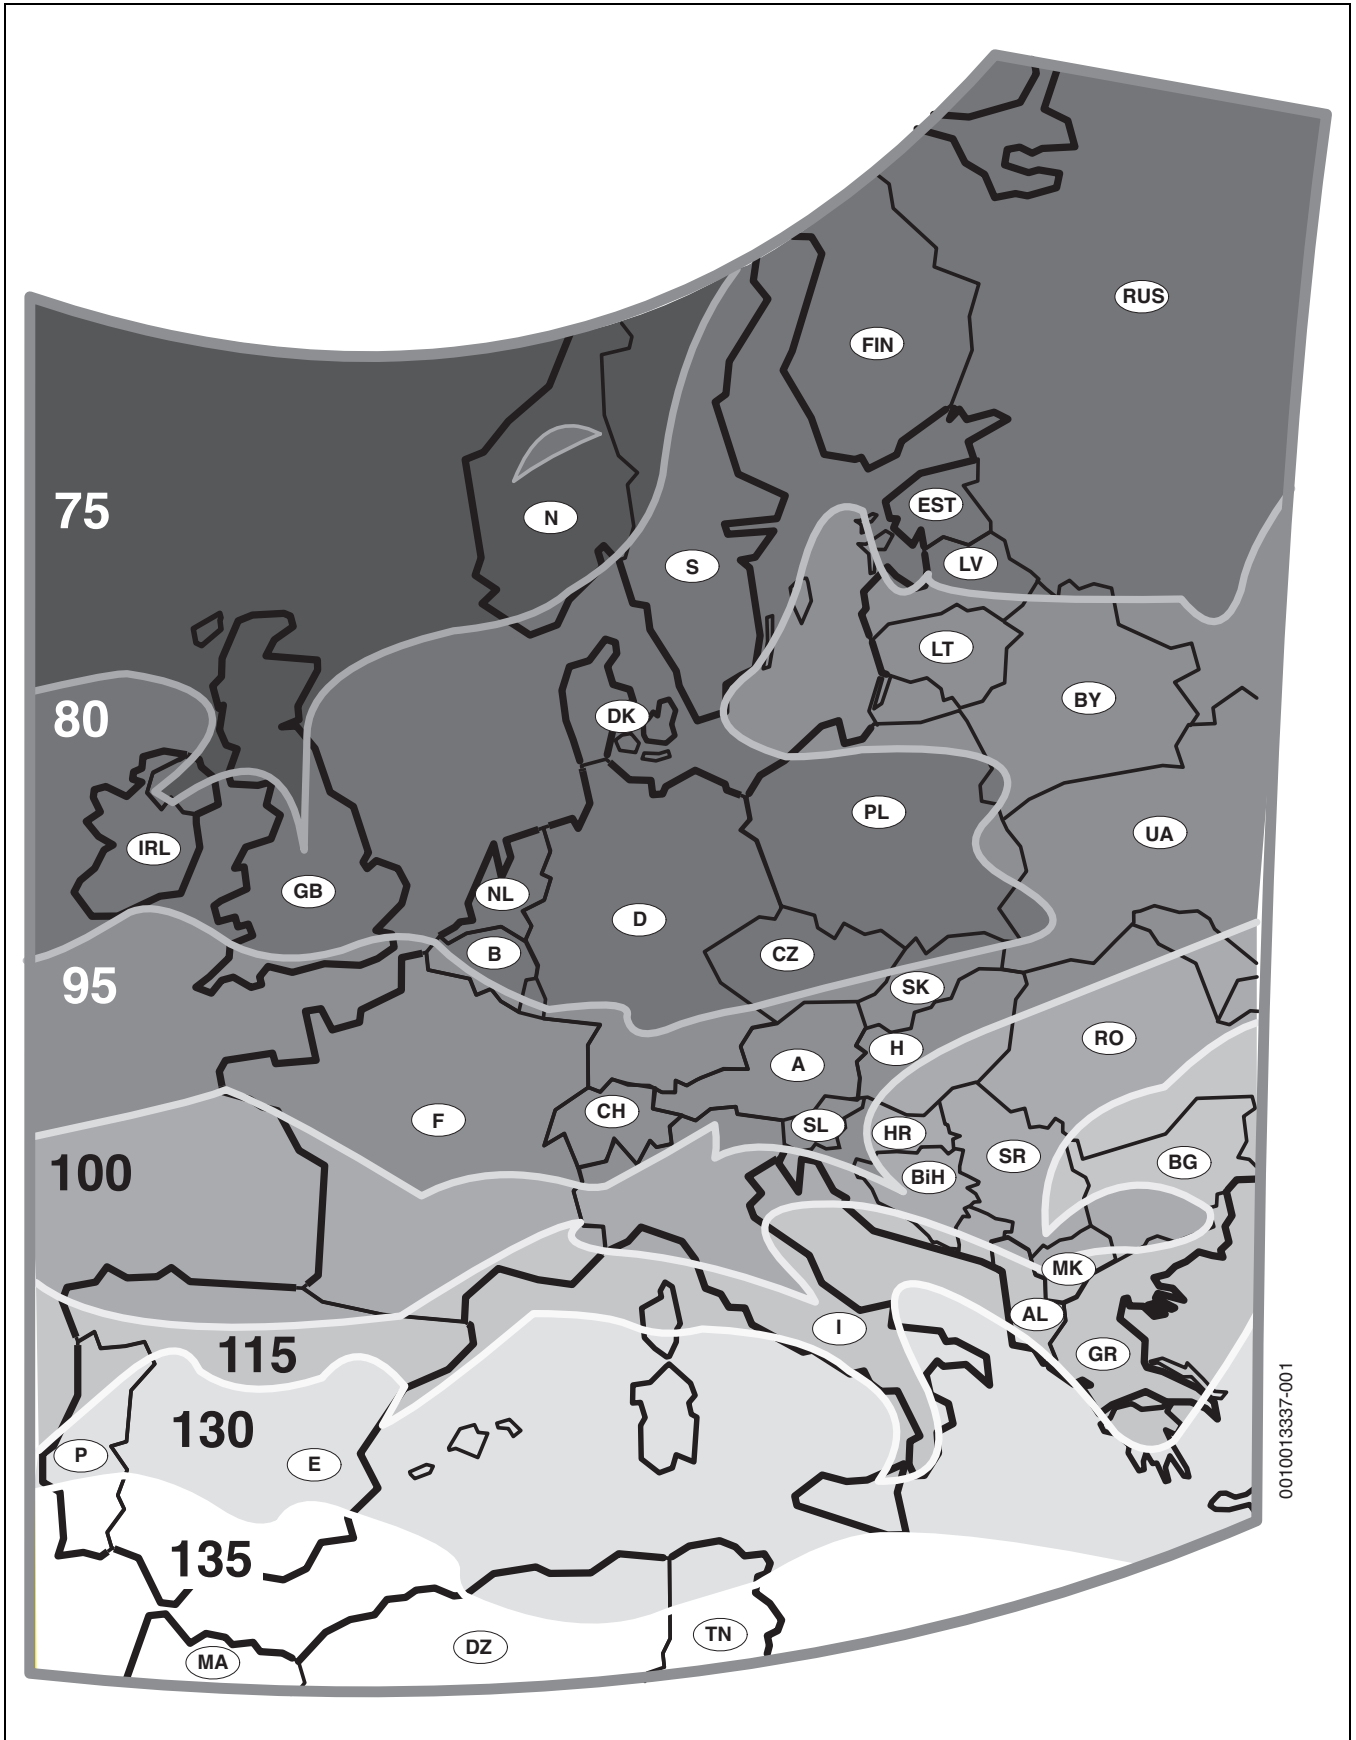 RUS
FIN
75
EST
N
LV
S
LT
BY
80
DK
PL
UA
IRL
GB
NL
D
B
CZ
95
SK
RO
H
A
CH
F
SL
HR
100
SR
BG
BiH
MK
AL
I
115
GR
130
P
E
0010013337-001
135
TN
DZ
MA